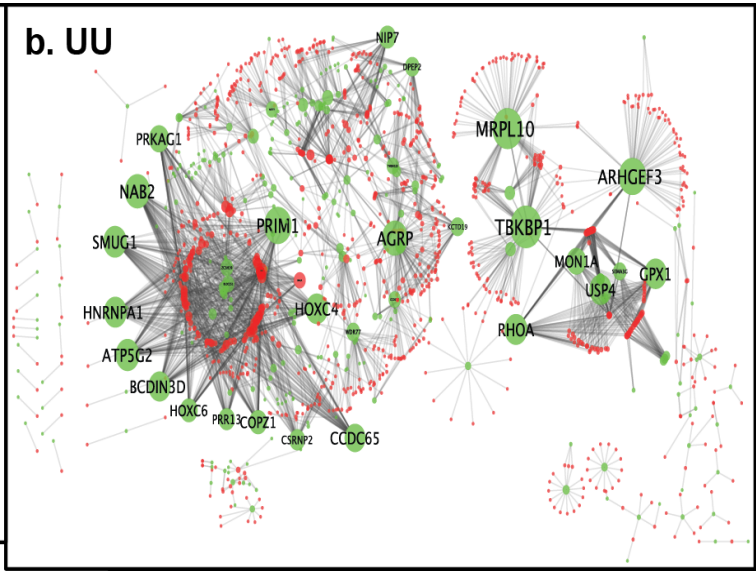 b. UU
NIP7
DPEP2
PRKAG1
MRPL10
NAB2
ARHGEF3
PRIM1
AGRP
TBKBP1
SMUG1
MON1A
GPX1
USP4
HNRNPA1
HOXC4
RHOA
WDR77
ATP5G2
BCDIN3D
HOXC6
PRR13
COPZ1
CSRNP2
CCDC65